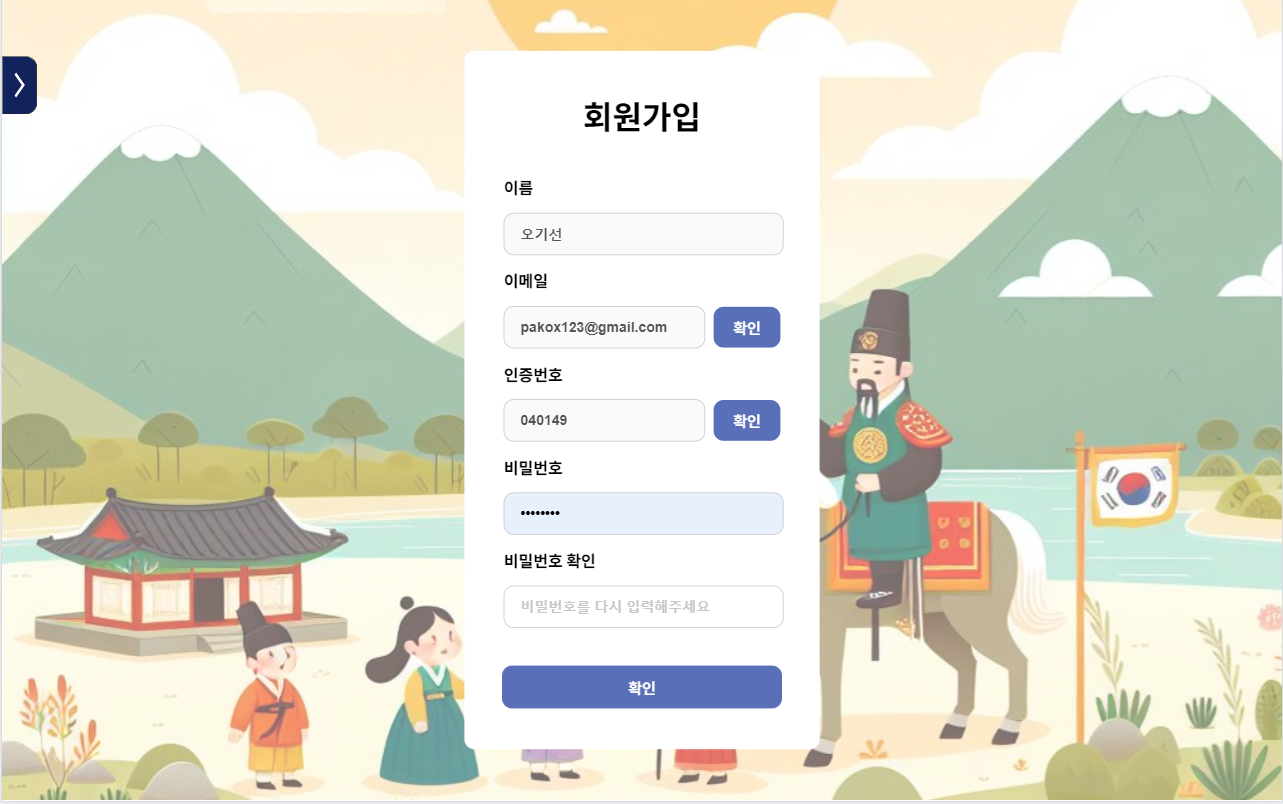 회원가입
이름
오기선
이메일
pakox123@gmail.com 확인
인증번호
040149 확인
비밀번호
••••••••
비밀번호 확인
비밀번호를 다시 입력해주세요
확인